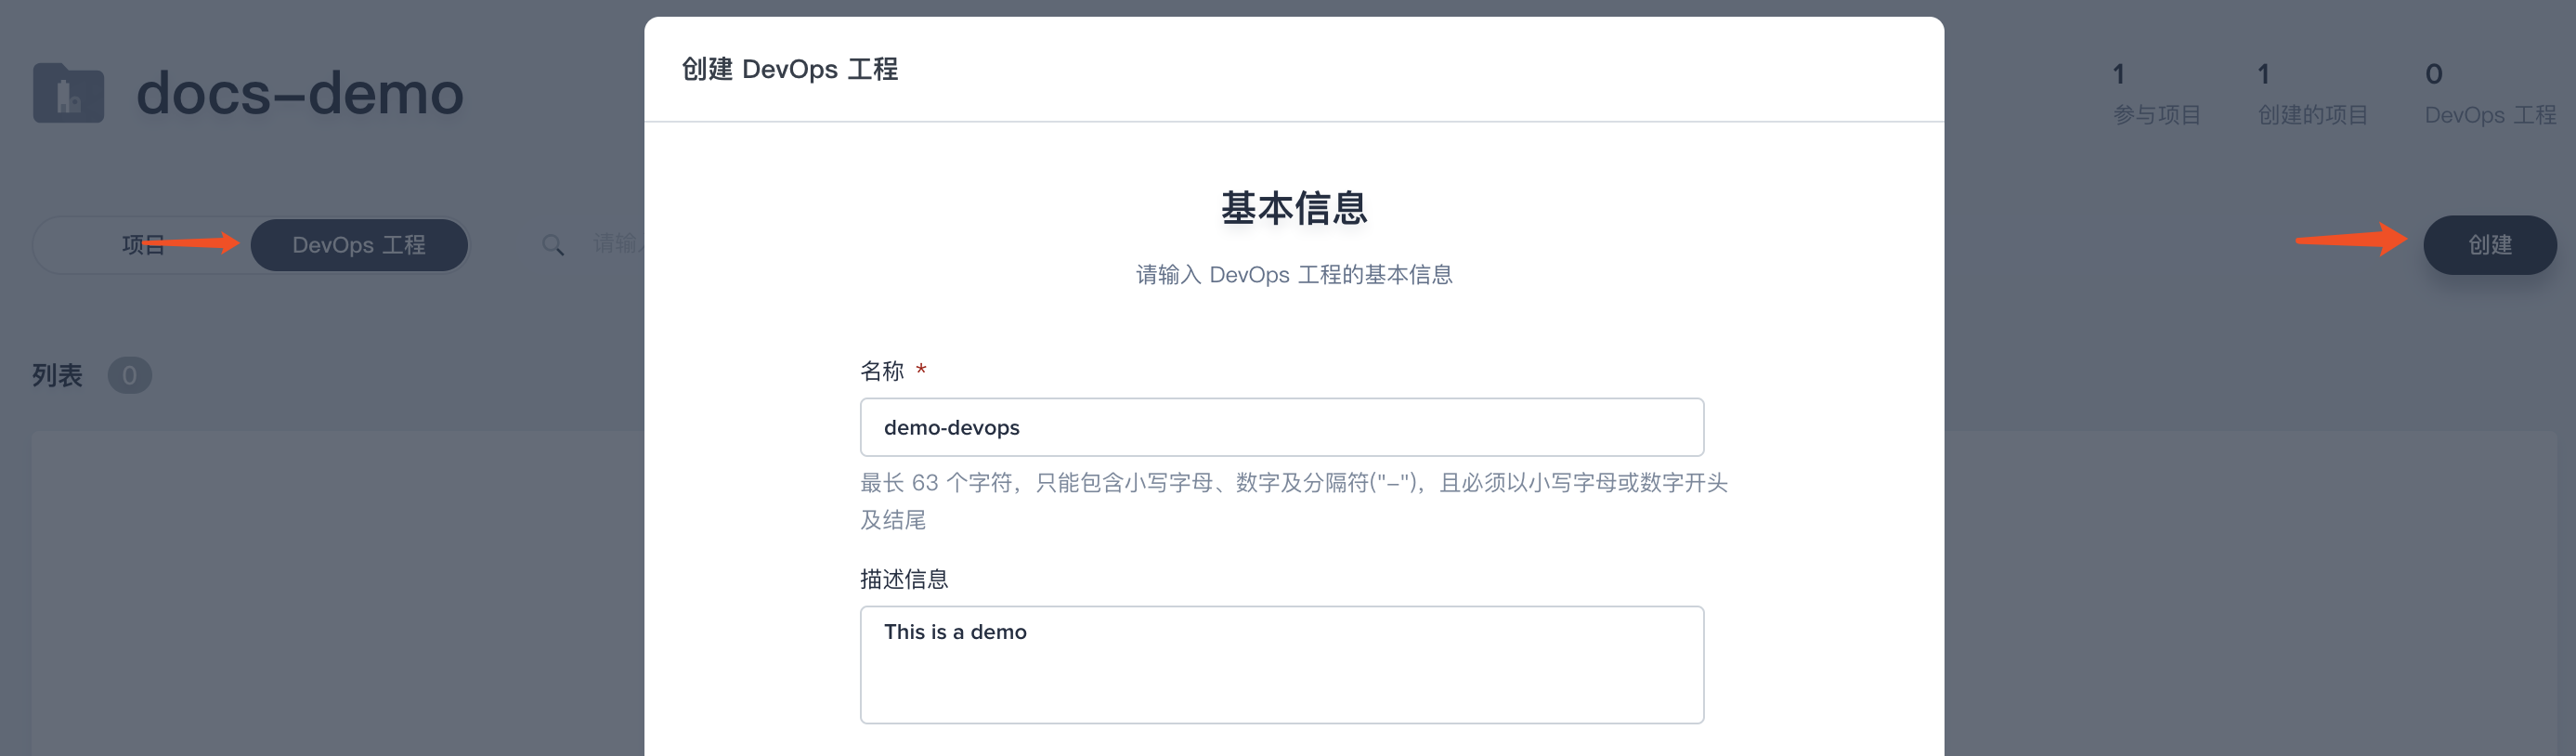 创建 DevOps 工程
docs-demo
1
1
0
参与项目
创建的项目
DevOps 工程
基本信息
项目
DevOps 工程
请输入
创建
请输入 DevOps 工程的基本信息
列表 0
名称 *
demo-devops
最长 63 个字符，只能包含小写字母、数字及分隔符("-")，且必须以小写字母或数字开头
及结尾
描述信息
This is a demo